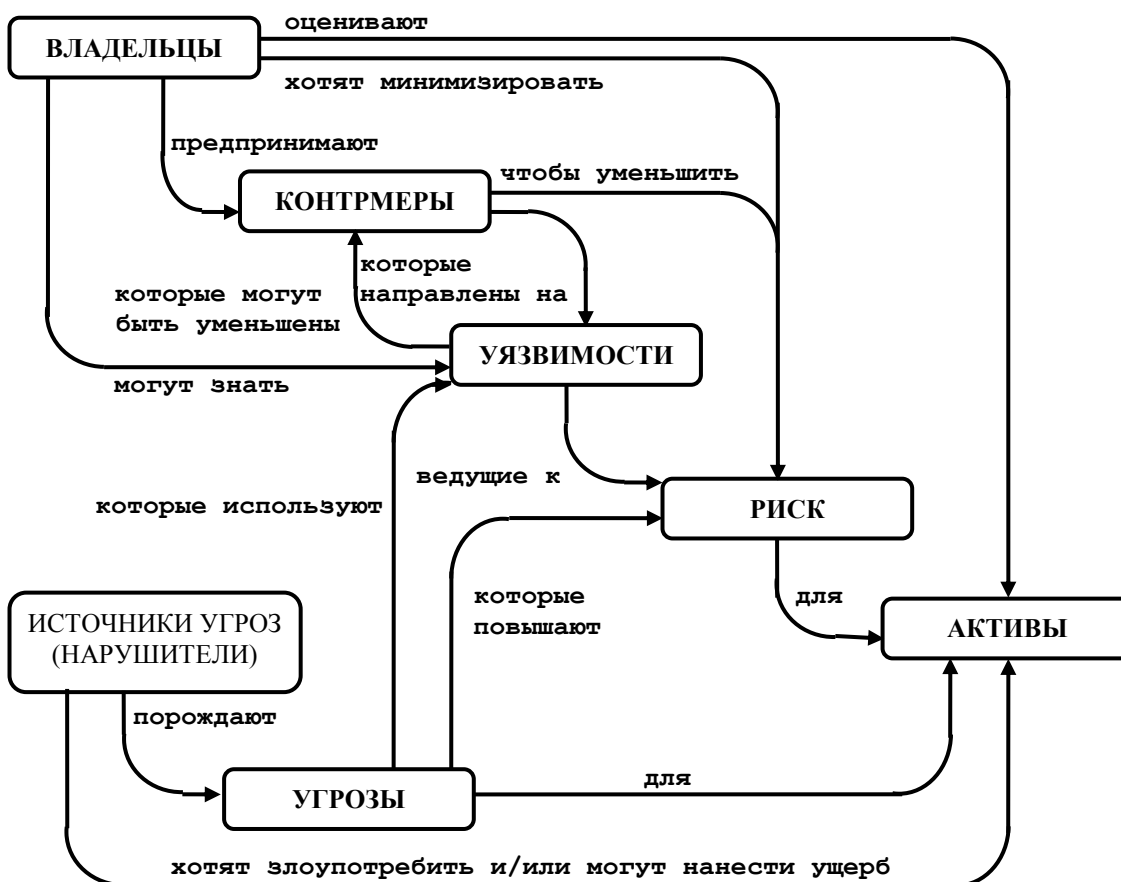 оценивают
ВЛАДЕЛЬЦЫ
хотят минимизировать
предпринимают
чтобы уменьшить
КОНТРМЕРЫ
которые
направлены на
которые могут
быть уменьшены
УЯЗВИМОСТИ
могут знать
ведущие к
которые используют
РИСК
которые
повышают
для
ИСТОЧНИКИ УГРОЗ
(НАРУШИТЕЛИ)
АКТИВЫ
порождают
для
УГРОЗЫ
хотят злоупотребить и/или могут нанести ущерб